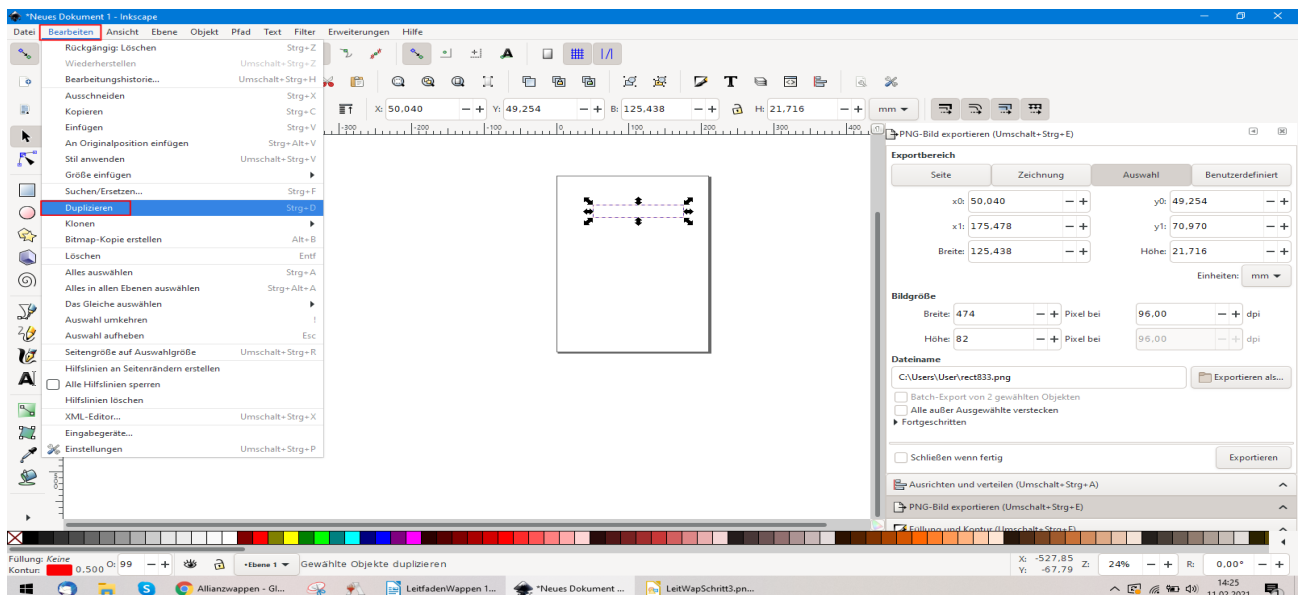 *Neues Dokument 1 - Inkscape
Datei Bearbeiten Ansicht Ebene Objekt Pfad Text Filter Erweiterungen Hilfe
Rückgängig: Löschen Strg+Z
Wiederherstellen Umschalt+Strg+Z
Bearbeitungshistorie... Umschalt+Strg+H
Ausschneiden Strg+X
Kopieren Strg+C
Einfügen Strg+V
An Originalposition einfügen Strg+Alt+V
Stil anwenden Umschalt+Strg+V
Größe einfügen
Suchen/Ersetzen... Strg+F
Duplizieren Strg+D
Klonen
Bitmap-Kopie erstellen Alt+B
Löschen Entf
Alles auswählen Strg+A
Alles in allen Ebenen auswählen Strg+Alt+A
Das Gleiche auswählen
Auswahl umkehren !
Auswahl aufheben Esc
Seitengröße auf Auswahlgröße Umschalt+Strg+R
Hilfslinien an Seitenrändern erstellen
Alle Hilfslinien sperren
Hilfslinien löschen
XML-Editor... Umschalt+Strg+X
Eingabegeräte...
Einstellungen Umschalt+Strg+P
X: 50,040 − + Y: 49,254 − + B: 125,438 − + H: 21,716 − + mm
-300 -200 -100 0 100 200 300 400
PNG-Bild exportieren (Umschalt+Strg+E)
Exportbereich
Seite Zeichnung Auswahl Benutzerdefiniert
x0: 50,040 − + y0: 49,254 − +
x1: 175,478 − + y1: 70,970 − +
Breite: 125,438 − + Höhe: 21,716 − +
Einheiten: mm
Bildgröße
Breite: 474 − + Pixel bei 96,00 − + dpi
Höhe: 82 − + Pixel bei 96,00 − + dpi
Dateiname
C:\Users\User\rect833.png Exportieren als...
Batch-Export von 2 gewählten Objekten
Alle außer Ausgewählte verstecken
Fortgeschritten
Schließen wenn fertig Exportieren
Ausrichten und verteilen (Umschalt+Strg+A)
PNG-Bild exportieren (Umschalt+Strg+E)
Füllung und Kontur (Umschalt+Strg+F)
Füllung: Keine
Kontur: 0,500 O: 99 − + •Ebene 1 Gewählte Objekte duplizieren X: -527,85 Y: -67,79 Z: 24% − + R: 0,00° − +
Allianzwappen - Gl... LeitfadenWappen 1... *Neues Dokument ... LeitWapSchritt3.pn... 14:25
11.02.2021